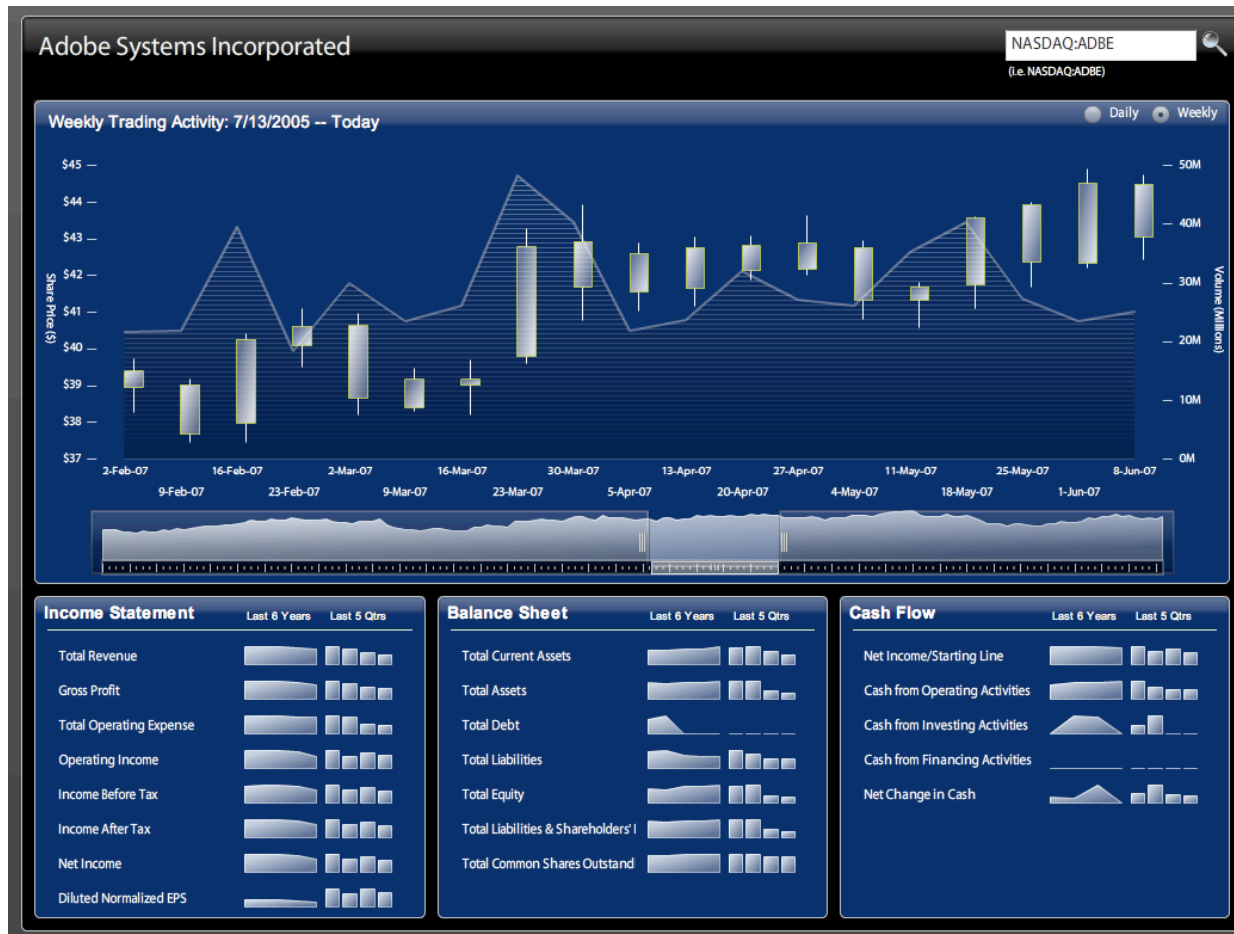 Adobe Systems Incorporated
NASDAQ:ADBE
(i.e. NASDAQ:ADBE)
Weekly Trading Activity: 7/13/2005 -- Today
Daily
Weekly
$45
$44
$43
$42
$41
$40
$39
$38
$37
Share Price ($)
50M
40M
30M
20M
10M
0M
Volume (Millions)
2-Feb-07 16-Feb-07 2-Mar-07 16-Mar-07 30-Mar-07 13-Apr-07 27-Apr-07 11-May-07 25-May-07 8-Jun-07
9-Feb-07 23-Feb-07 9-Mar-07 23-Mar-07 5-Apr-07 20-Apr-07 4-May-07 18-May-07 1-Jun-07
Income Statement Last 6 Years Last 5 Qtrs
Total Revenue
Gross Profit
Total Operating Expense
Operating Income
Income Before Tax
Income After Tax
Net Income
Diluted Normalized EPS
Balance Sheet Last 6 Years Last 5 Qtrs
Total Current Assets
Total Assets
Total Debt
Total Liabilities
Total Equity
Total Liabilities & Shareholders' I
Total Common Shares Outstand
Cash Flow Last 6 Years Last 5 Qtrs
Net Income/Starting Line
Cash from Operating Activities
Cash from Investing Activities
Cash from Financing Activities
Net Change in Cash